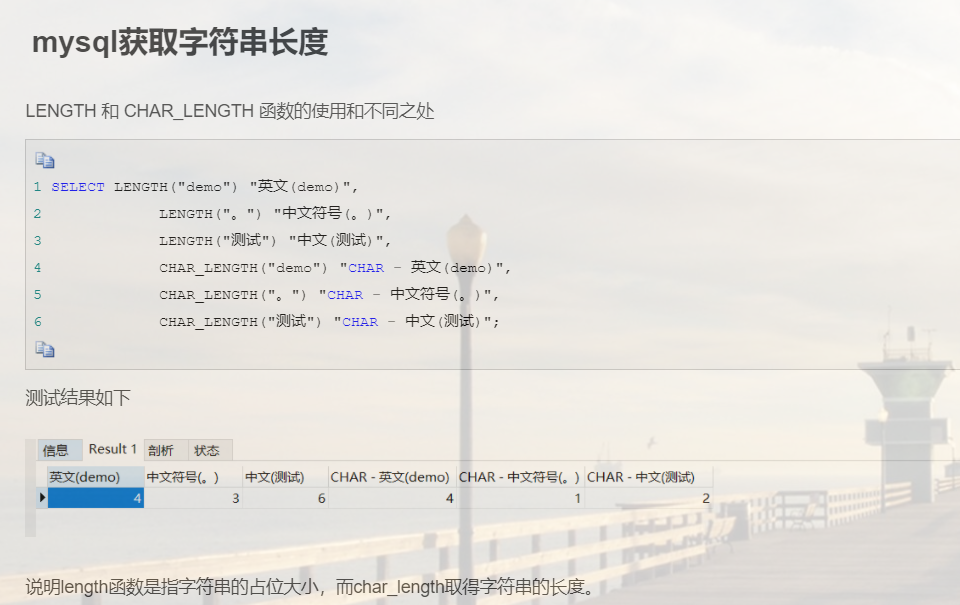 mysql获取字符串长度
LENGTH 和 CHAR_LENGTH 函数的使用和不同之处
1 SELECT LENGTH("demo") "英文(demo)",
2 LENGTH("。") "中文符号(。)",
3 LENGTH("测试") "中文(测试)",
4 CHAR_LENGTH("demo") "CHAR - 英文(demo)",
5 CHAR_LENGTH("。") "CHAR - 中文符号(。)",
6 CHAR_LENGTH("测试") "CHAR - 中文(测试)";
测试结果如下
信息 Result 1 剖析 状态
英文(demo) 中文符号(。) 中文(测试) CHAR - 英文(demo) CHAR - 中文符号(。) CHAR - 中文(测试)
4 3 6 4 1 2
说明length函数是指字符串的占位大小，而char_length取得字符串的长度。